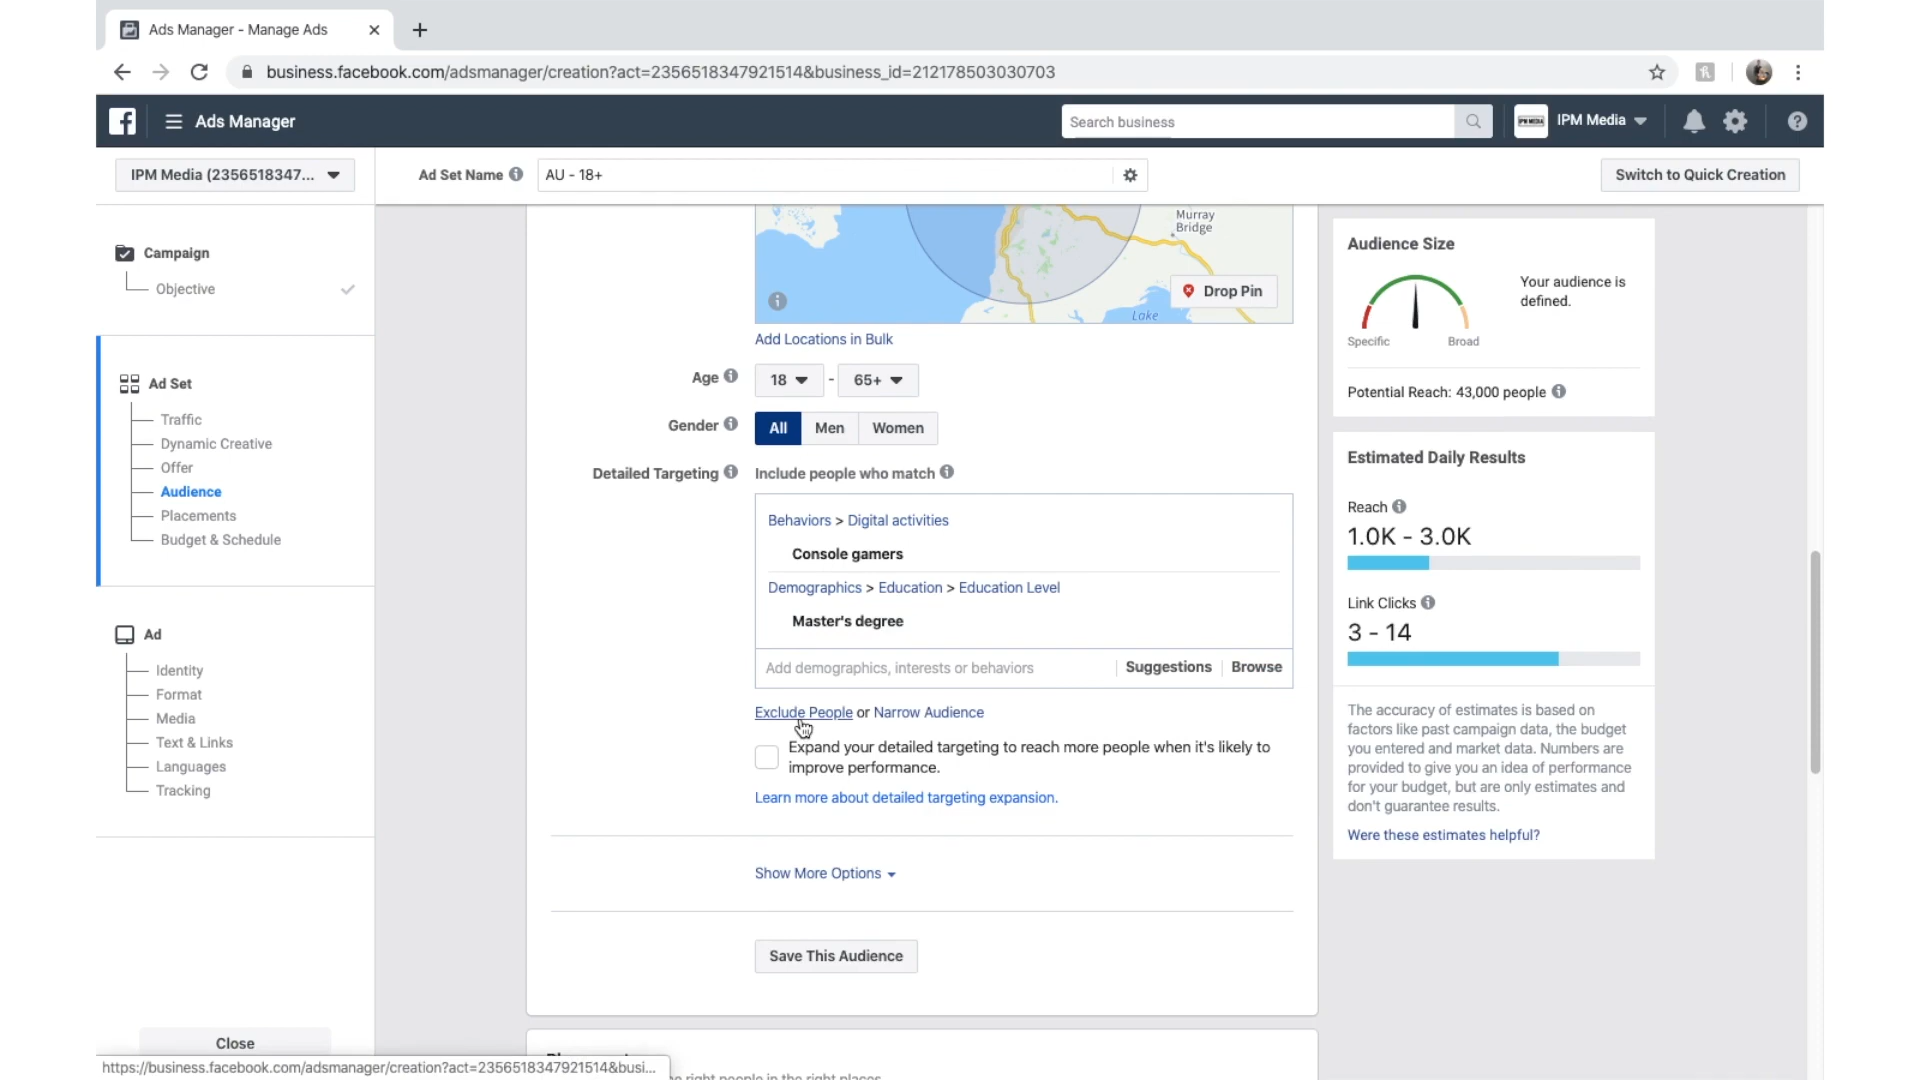 Ads Manager - Manage Ads
business.facebook.com/adsmanager/creation?act=2356518347921514&business_id=212178503030703
Ads Manager
Search business
IPM MEDIA
IPM Media
IPM Media (2356518347...
Ad Set Name
AU - 18+
Switch to Quick Creation
Campaign
Objective
Ad Set
Traffic
Dynamic Creative
Offer
Audience
Placements
Budget & Schedule
Ad
Identity
Format
Media
Text & Links
Languages
Tracking
Close
https://business.facebook.com/adsmanager/creation?act=2356518347921514&busi...
Murray
Bridge
Drop Pin
Lake
Add Locations in Bulk
Age
18
-
65+
Gender
All
Men
Women
Detailed Targeting
Include people who match
Behaviors > Digital activities
Console gamers
Demographics > Education > Education Level
Master's degree
Add demographics, interests or behaviors
Suggestions
Browse
Exclude People or Narrow Audience
Expand your detailed targeting to reach more people when it's likely to
improve performance.
Learn more about detailed targeting expansion.
Show More Options
Save This Audience
right people in the right places
Audience Size
Your audience is
defined.
Specific
Broad
Potential Reach: 43,000 people
Estimated Daily Results
Reach
1.0K - 3.0K
Link Clicks
3 - 14
The accuracy of estimates is based on
factors like past campaign data, the budget
you entered and market data. Numbers are
provided to give you an idea of performance
for your budget, but are only estimates and
don't guarantee results.
Were these estimates helpful?